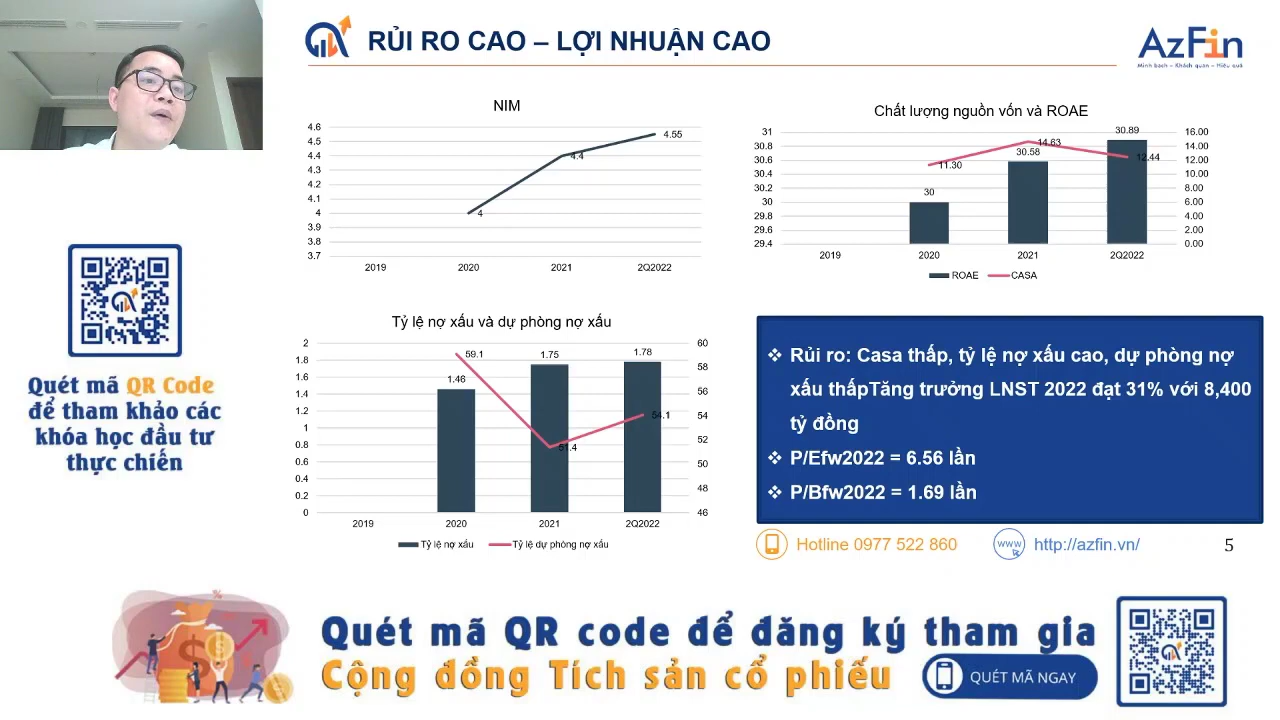 RỦI RO CAO – LỢI NHUẬN CAO
AzFin
Minh bạch – Khách quan – Hiệu quả
NIM
4.6
4.5
4.4
4.3
4.2
4.1
4
3.9
3.8
3.7
4
4.4
4.55
2019
2020
2021
2Q2022
Chất lượng nguồn vốn và ROAE
31
30.8
30.6
30.4
30.2
30
29.8
29.6
29.4
16.00
14.00
12.00
10.00
8.00
6.00
4.00
2.00
0.00
30
30.58
30.89
11.30
14.63
12.44
2019
2020
2021
2Q2022
ROAE
CASA
Quét mã QR Code
để tham khảo các
khóa học đầu tư
thực chiến
Tỷ lệ nợ xấu và dự phòng nợ xấu
2
1.8
1.6
1.4
1.2
1
0.8
0.6
0.4
0.2
0
60
58
56
54
52
50
48
46
1.46
1.75
1.78
59.1
51.4
54.1
2019
2020
2021
2Q2022
Tỷ lệ nợ xấu
Tỷ lệ dự phòng nợ xấu
❖ Rủi ro: Casa thấp, tỷ lệ nợ xấu cao, dự phòng nợ
xấu thấpTăng trưởng LNST 2022 đạt 31% với 8,400
tỷ đồng
❖ P/Efw2022 = 6.56 lần
❖ P/Bfw2022 = 1.69 lần
Hotline 0977 522 860
www
http://azfin.vn/
5
Quét mã QR code để đăng ký tham gia
Cộng đồng Tích sản cổ phiếu
QUÉT MÃ NGAY